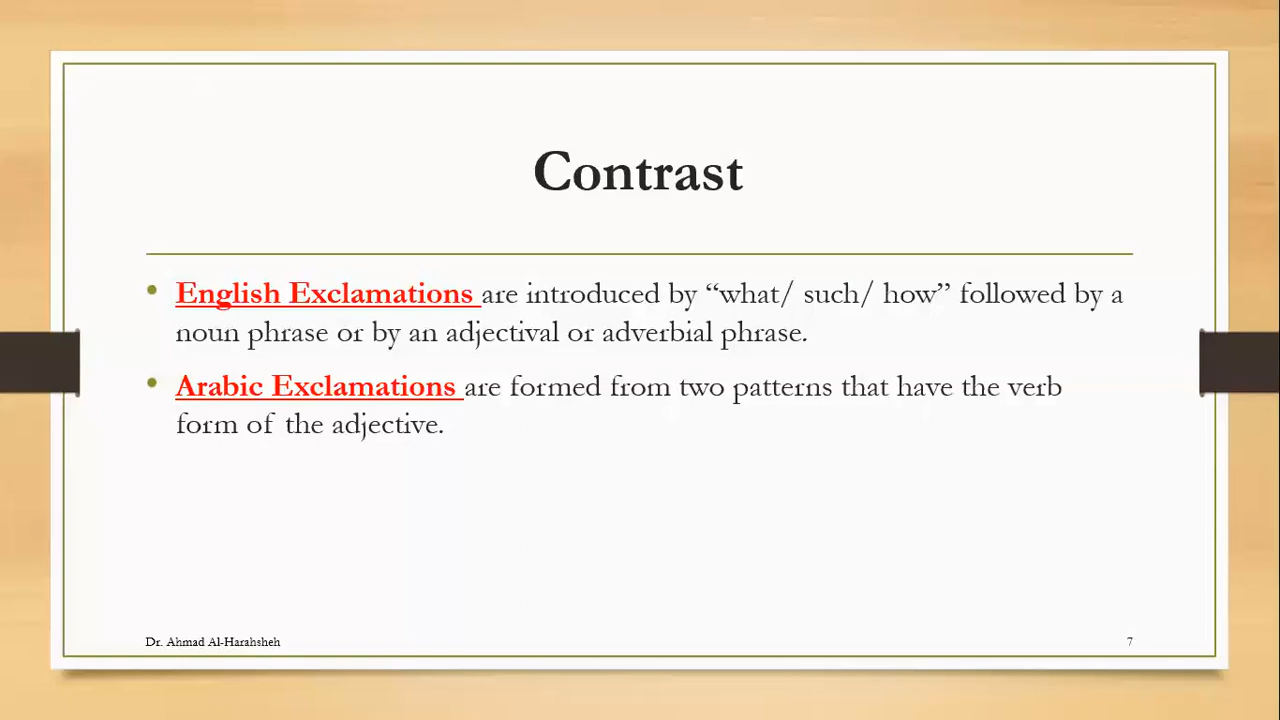 Contrast
• English Exclamations are introduced by “what/ such/ how” followed by a
noun phrase or by an adjectival or adverbial phrase.
• Arabic Exclamations are formed from two patterns that have the verb
form of the adjective.
Dr. Ahmad Al-Harahsheh
7